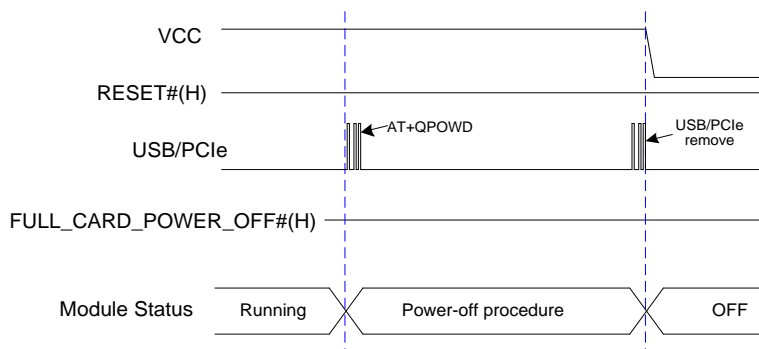 VCC
RESET#(H)
USB/PCIe
AT+QPOWD
USB/PCIe
remove
FULL_CARD_POWER_OFF#(H)
Module Status
Running
Power-off procedure
OFF